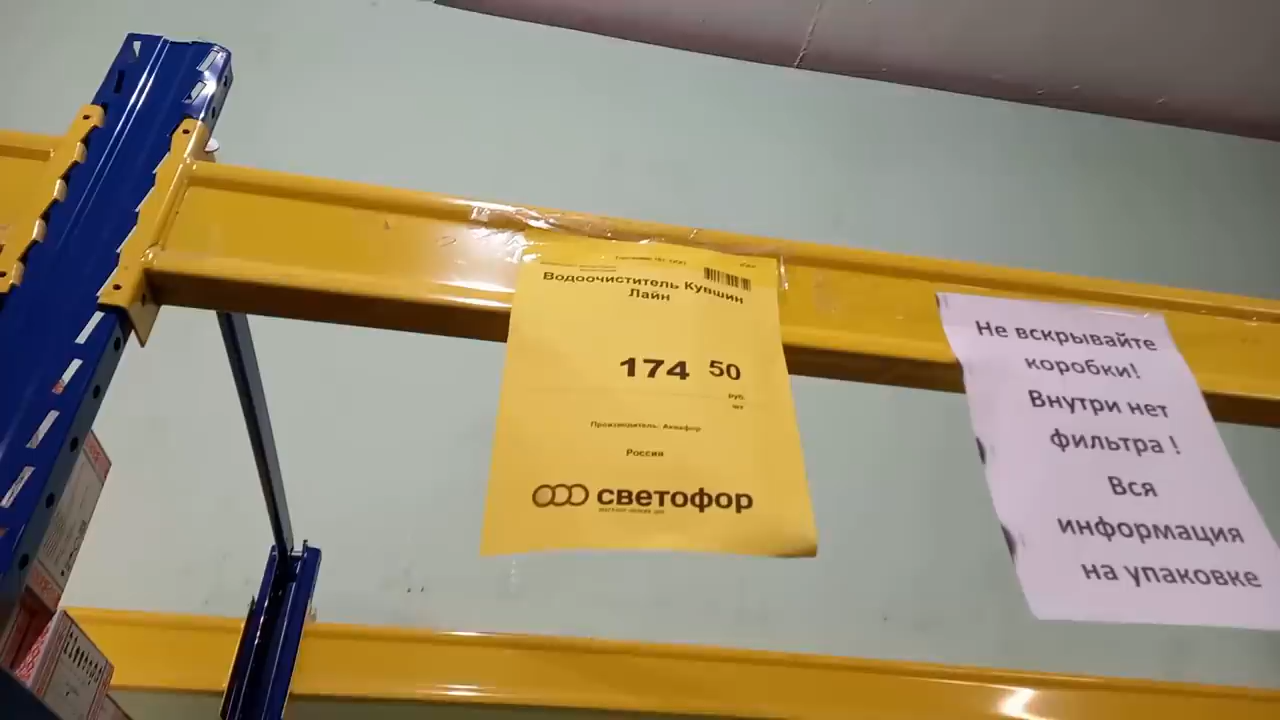 Водоочиститель Кувшин
Лайн
174 50
руб.
шт
Производитель: Аквафор
Россия
светофор
Не вскрывайте
коробки!
Внутри нет
фильтра !
Вся
информация
на упаковке